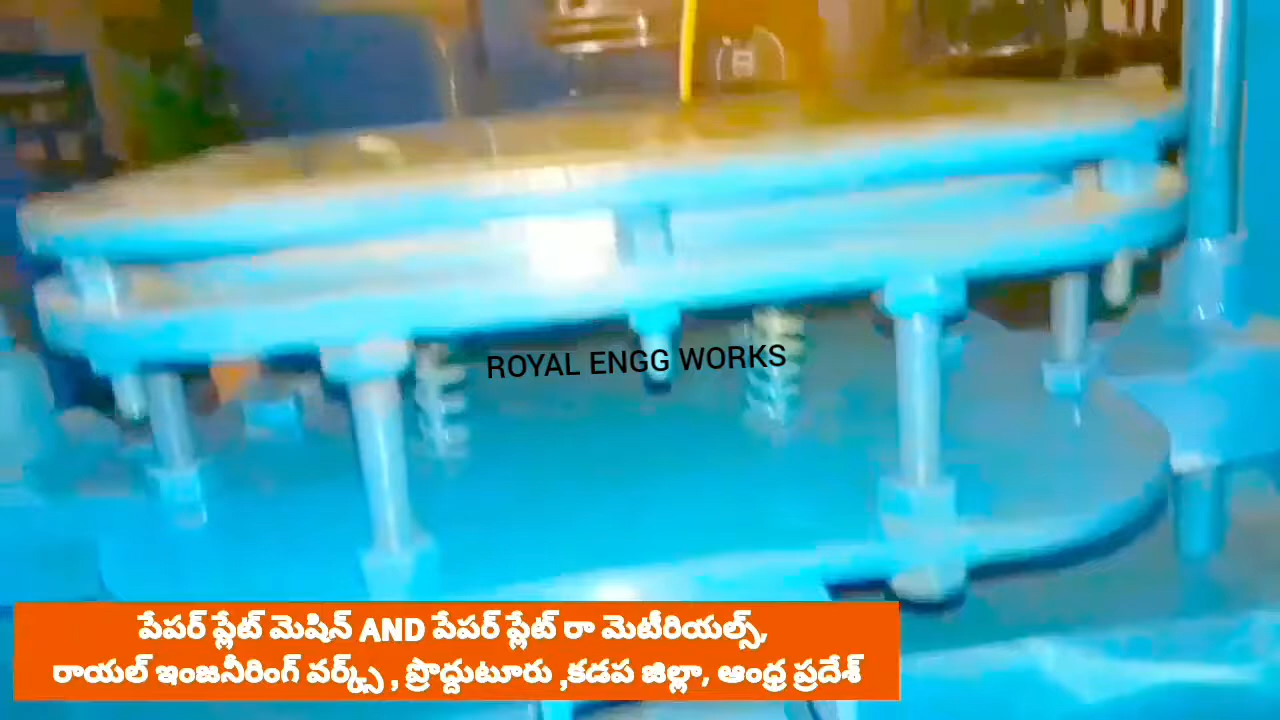 ROYAL ENGG WORKS
పేపర్ ప్లేట్ మెషిన్ AND పేపర్ ప్లేట్ రా మెటీరియల్స్,
రాయల్ ఇంజనీరింగ్ వర్క్స్ , ప్రొద్దుటూరు ,కడప జిల్లా, ఆంధ్ర ప్రదేశ్